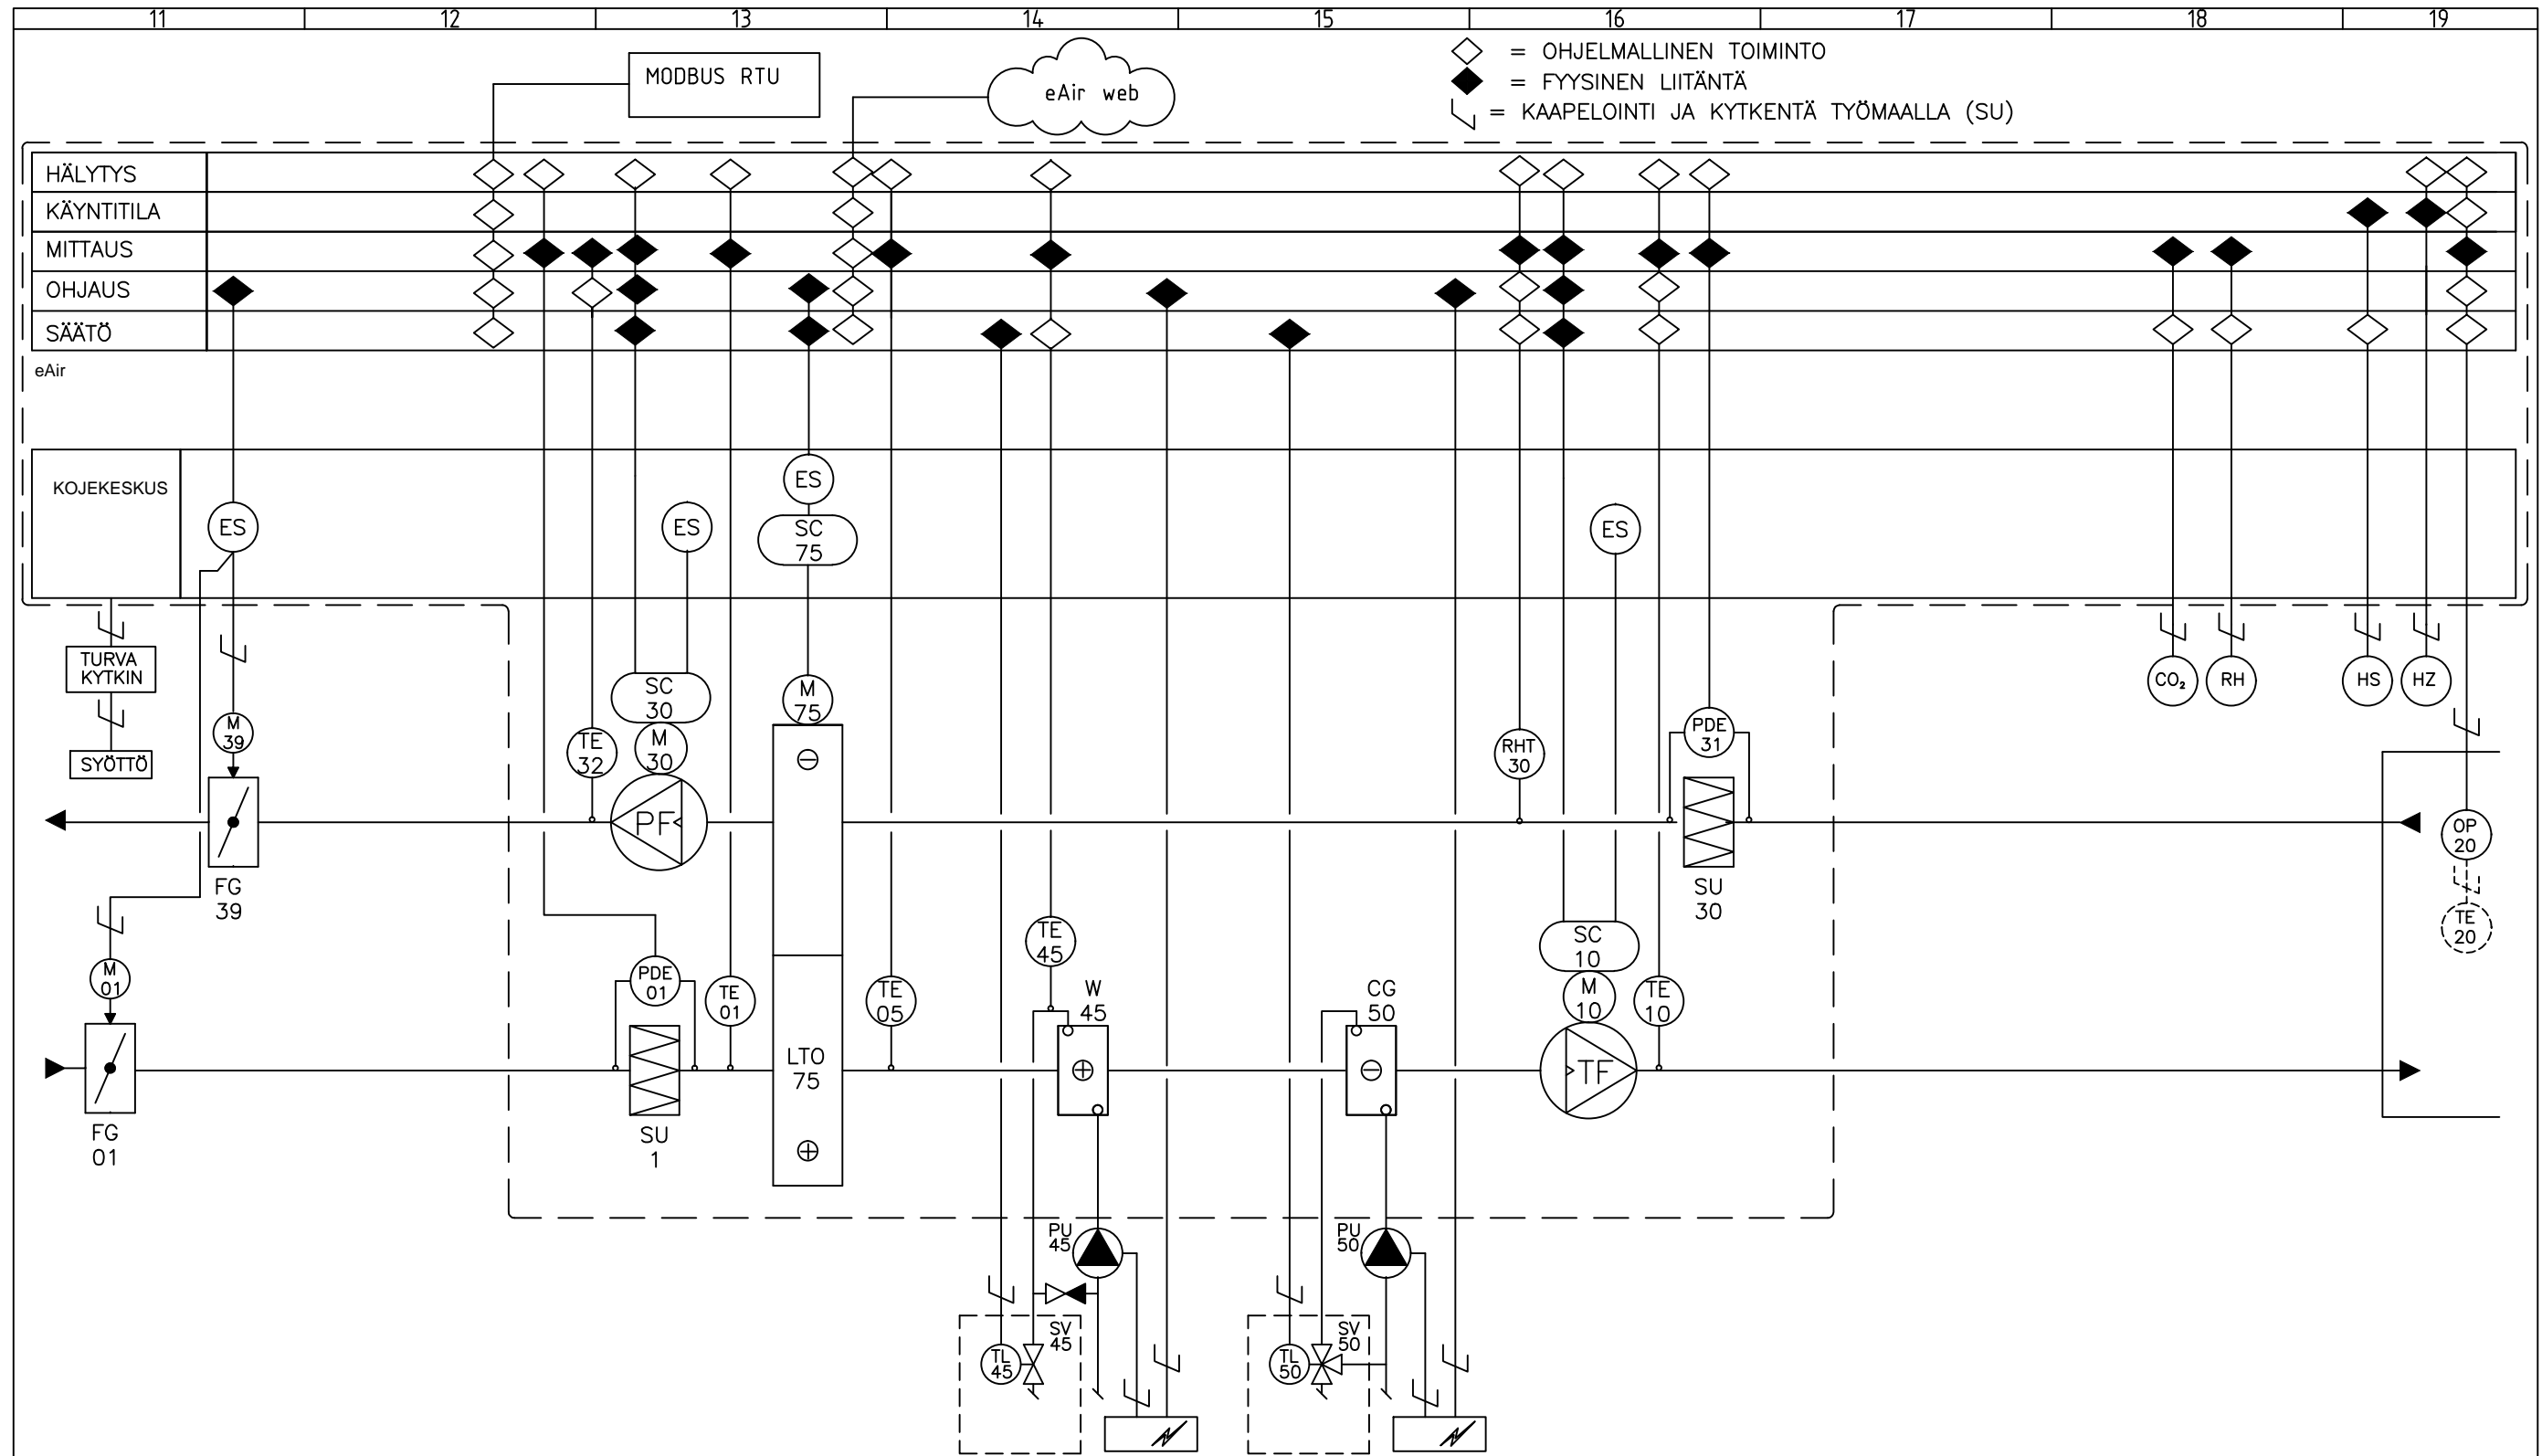 11
12
13
14
15
16
17
18
19
MODBUS RTU
eAir web
= OHJELMALLINEN TOIMINTO
= FYYSINEN LIITÄNTÄ
= KAAPELOINTI JA KYTKENTÄ TYÖMAALLA (SU)
HÄLYTYS
KÄYNTITILA
MITTAUS
OHJAUS
SÄÄTÖ
eAir
KOJEKESKUS
ES
ES
ES
SC
75
ES
TURVA
KYTKIN
SYÖTTÖ
M
39
TE
32
SC
30
M
30
M
75
RHT
30
PDE
31
CO₂
RH
HS
HZ
PF
OP
20
FG
39
SU
30
TE
20
M
01
PDE
01
TE
01
TE
05
TE
45
W
45
CG
50
SC
10
M
10
TE
10
LTO
75
TF
FG
01
SU
1
PU
45
PU
50
SV
45
TL
45
SV
50
TL
50